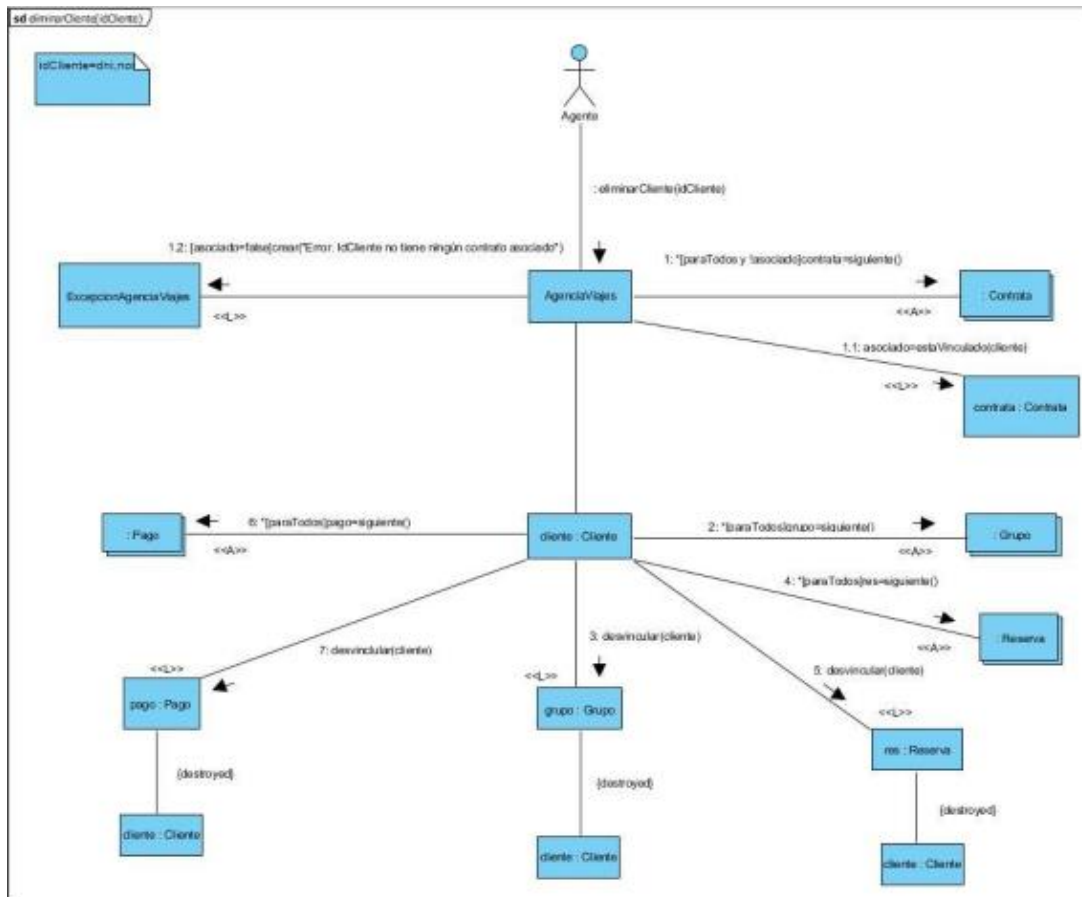 sd eliminarCliente(idCliente)
idCliente=dni,no
Agente
: eliminarCliente(idCliente)
1.2: [asociado=false]crear("Error: IdCliente no tiene ningún contrato asociado")
1: *[paraTodos y !asociado]contrata=siguiente()
ExcepcionAgenciaViajes
AgenciaViajes
: Contrata
<<L>>
<<A>>
1.1: asociado=estaVinculado(cliente)
<<L>>
contrata : Contrata
6: *[paraTodos]pago=siguiente()
2: *[paraTodos]grupo=siguiente()
: Pago
cliente : Cliente
: Grupo
<<A>>
<<A>>
4: *[paraTodos]res=siguiente()
3: desvincular(cliente)
: Reserva
7: desvinclular(cliente)
<<A>>
<<L>>
<<L>>
5: desvincular(cliente)
pago : Pago
grupo : Grupo
<<L>>
res : Reserva
{destroyed}
{destroyed}
{destroyed}
cliente : Cliente
cliente : Cliente
cliente : Cliente